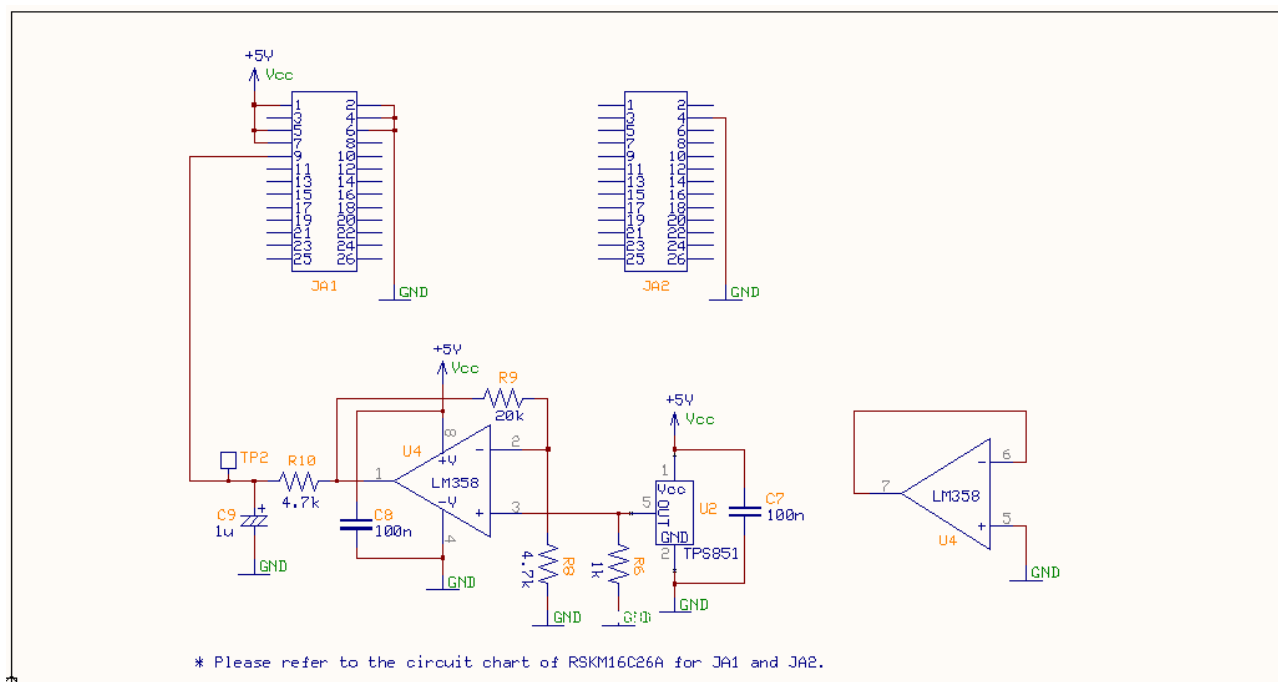 +5V
Vcc
1 2
3 4
5 6
7 8
9 10
11 12
13 14
15 16
17 18
19 20
21 22
23 24
25 26
JA1
GND
1 2
3 4
5 6
7 8
9 10
11 12
13 14
15 16
17 18
19 20
21 22
23 24
25 26
JA2
GND
+5V
Vcc
R9
20k
8
U4
+V
- 2
1
LM358
-V
+ 3
4
TP2
R10
4.7k
C9
+
1u
GND
C8
100n
GND
R8
4.7k
GND
R6
1k
GND
+5V
Vcc
1
Vcc
5
OUT
GND
2
U2
TPS851
C7
100n
GND
- 6
7
LM358
+ 5
U4
GND
* Please refer to the circuit chart of RSKM16C26A for JA1 and JA2.